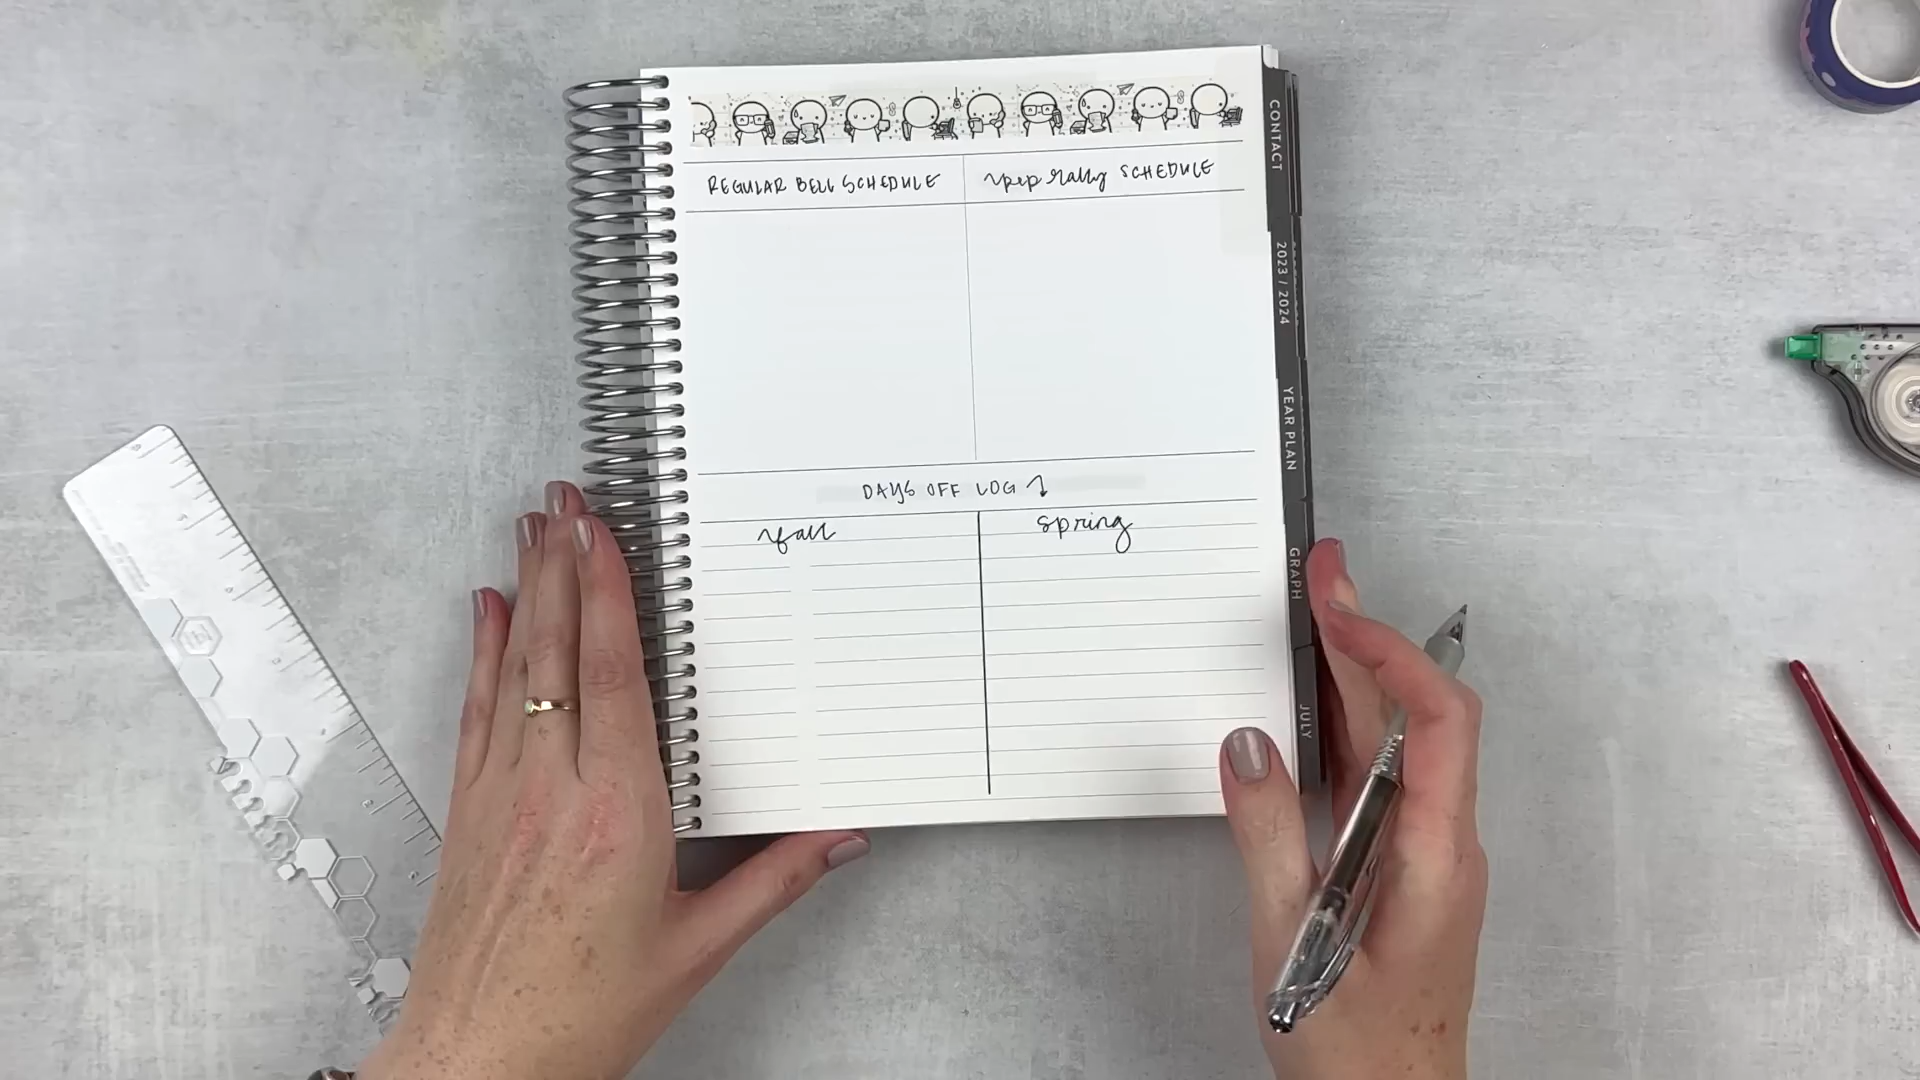 REGULAR BELL SCHEDULE
pep rally SCHEDULE
DAYS OFF LOG
fall
spring
CONTACT
2023 / 2024
YEAR PLAN
GRAPH
JULY